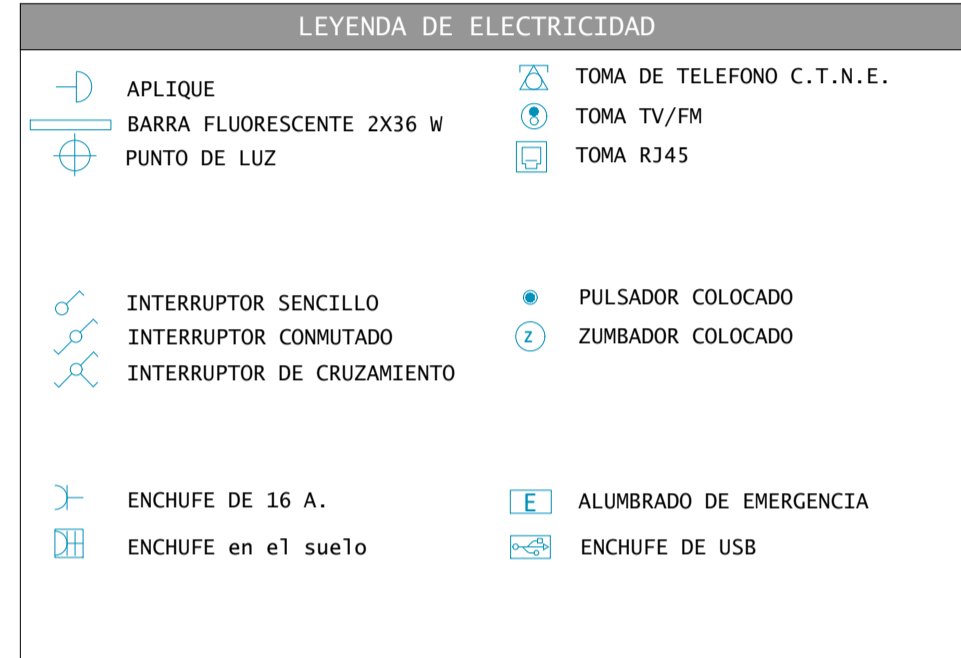 LEYENDA DE ELECTRICIDAD
APLIQUE
BARRA FLUORESCENTE 2X36 W
PUNTO DE LUZ
TOMA DE TELEFONO C.T.N.E.
TOMA TV/FM
TOMA RJ45
INTERRUPTOR SENCILLO
INTERRUPTOR CONMUTADO
INTERRUPTOR DE CRUZAMIENTO
PULSADOR COLOCADO
Z ZUMBADOR COLOCADO
ENCHUFE DE 16 A.
ENCHUFE en el suelo
E ALUMBRADO DE EMERGENCIA
ENCHUFE DE USB